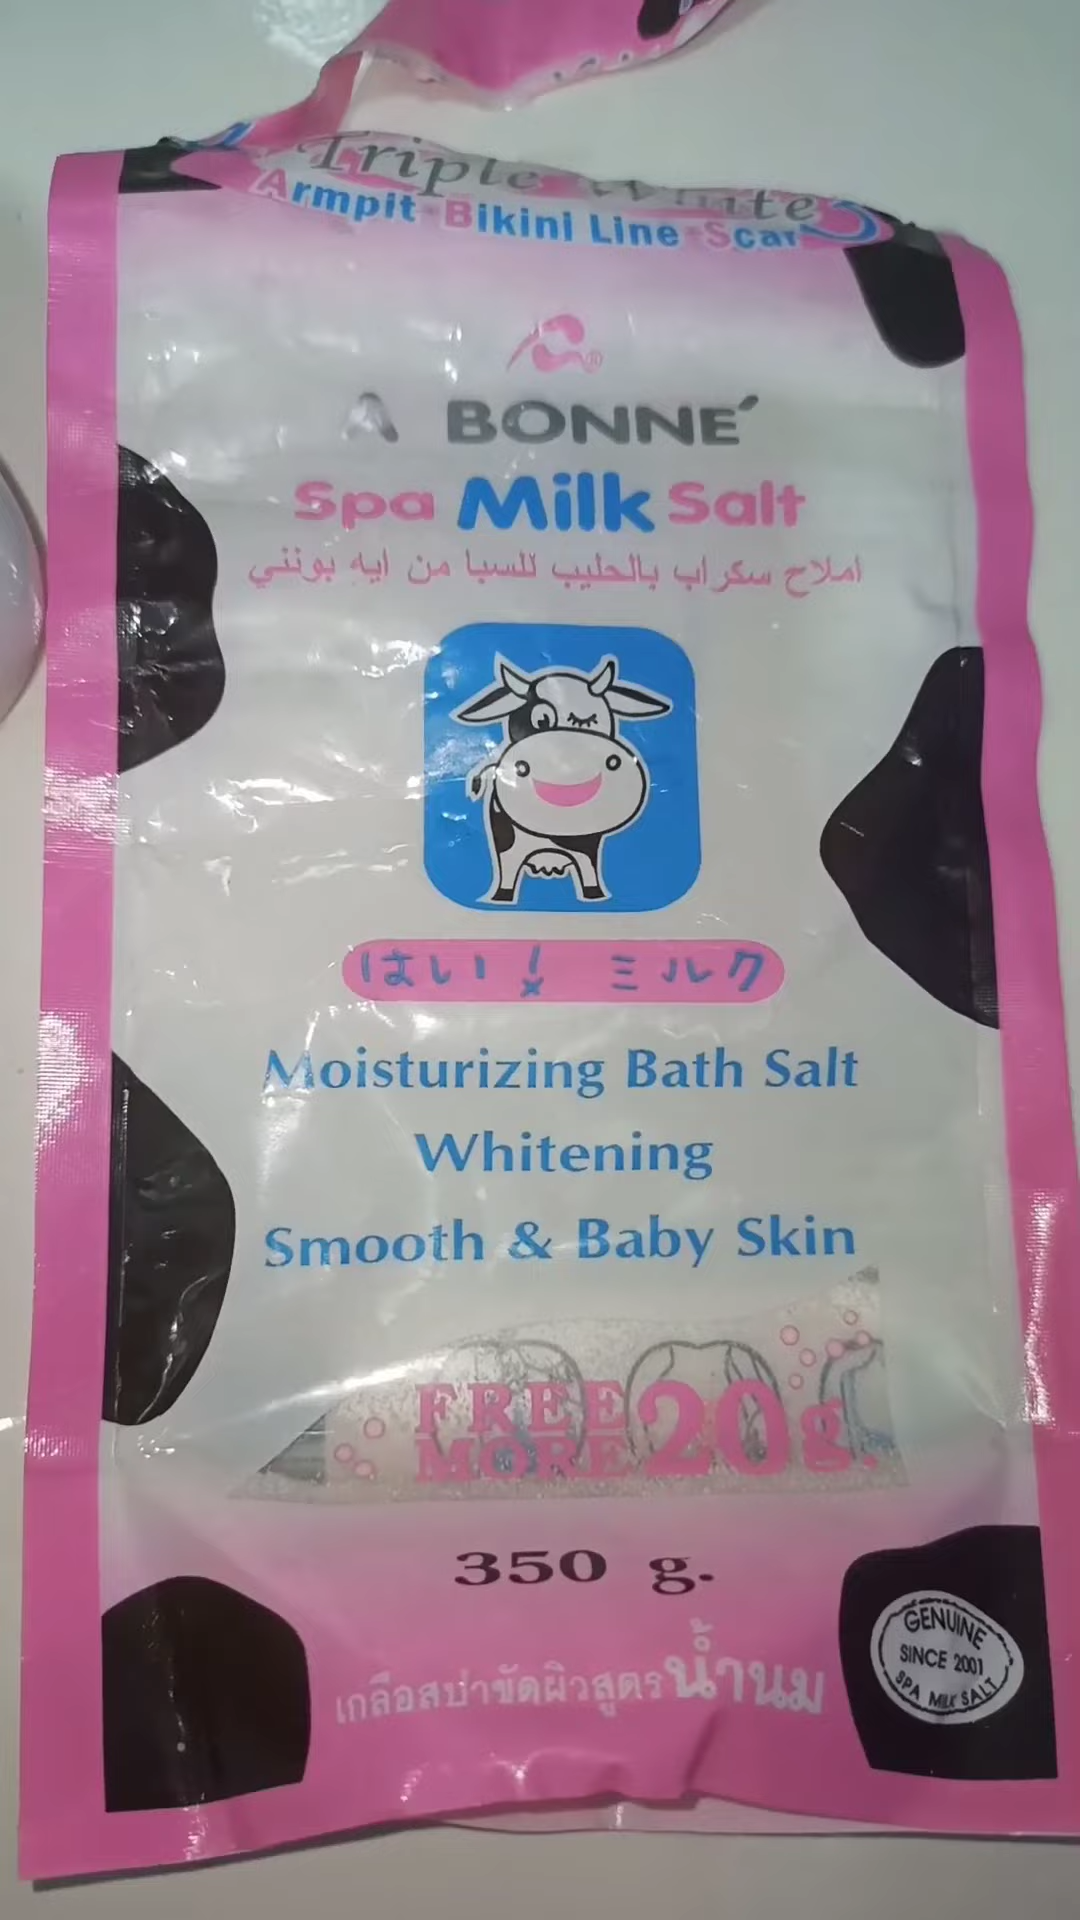 Triple White
Armpit Bikini Line Scar
®
A BONNE´
Spa Milk Salt
املاح سكراب بالحليب للسبا من ايه بونني
はい! ミルク
Moisturizing Bath Salt
Whitening
Smooth & Baby Skin
FREE MORE 20g.
350 g.
เกลือสปาขัดผิวสูตรน้ำนม
GENUINE
SINCE 2001
SPA MILK SALT